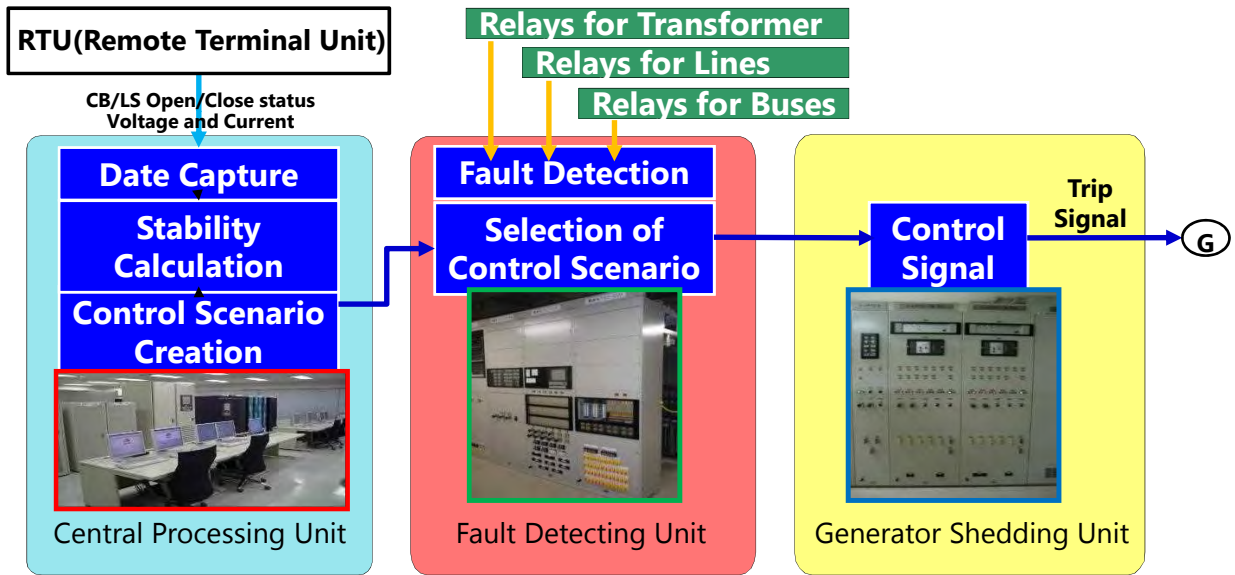 RTU(Remote Terminal Unit)
CB/LS Open/Close status
Voltage and Current
Relays for Transformer
Relays for Lines
Relays for Buses
Date Capture
Stability
Calculation
Control Scenario
Creation
Central Processing Unit
Fault Detection
Selection of
Control Scenario
Fault Detecting Unit
Control
Signal
Generator Shedding Unit
Trip
Signal
G